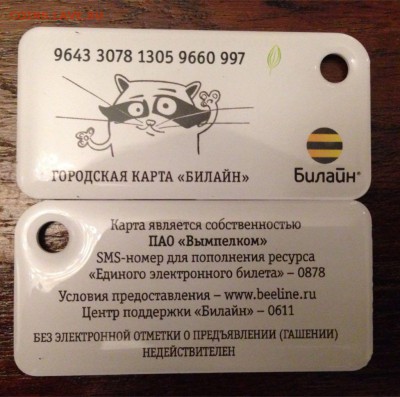 9643 3078 1305 9660 997
ГОРОДСКАЯ КАРТА «БИЛАЙН»
Билайн®
Карта является собственностью
ПАО «Вымпелком»
SMS-номер для пополнения ресурса
«Единого электронного билета» – 0878
Условия предоставления – www.beeline.ru
Центр поддержки «Билайн» – 0611
БЕЗ ЭЛЕКТРОННОЙ ОТМЕТКИ О ПРЕДЪЯВЛЕНИИ (ГАШЕНИИ)
НЕДЕЙСТВИТЕЛЕН